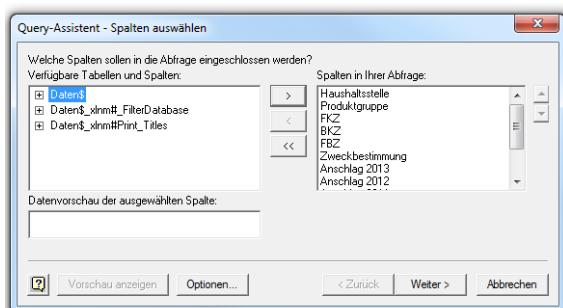 Query-Assistent - Spalten auswählen
Welche Spalten sollen in die Abfrage eingeschlossen werden?
Verfügbare Tabellen und Spalten:
Daten$
Daten$_xlnm#_FilterDatabase
Daten$_xlnm#Print_Titles
>
<
<<
Spalten in Ihrer Abfrage:
Haushaltsstelle
Produktgruppe
FKZ
BKZ
FBZ
Zweckbestimmung
Anschlag 2013
Anschlag 2012
Datenvorschau der ausgewählten Spalte:
?
Vorschau anzeigen
Optionen...
< Zurück
Weiter >
Abbrechen